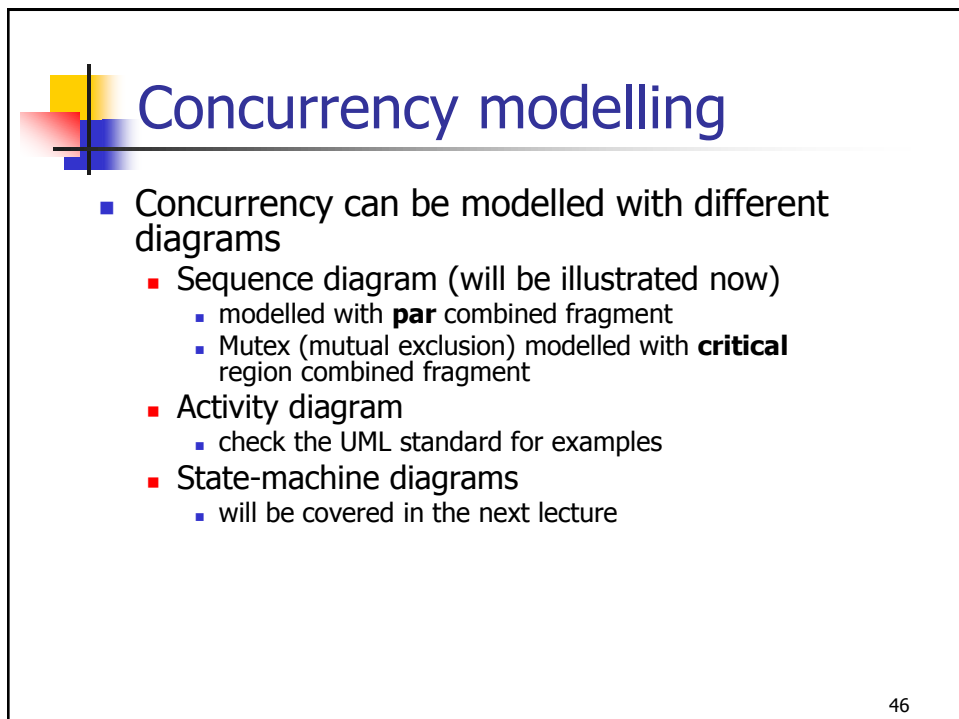 Concurrency modelling
Concurrency can be modelled with different
diagrams
Sequence diagram (will be illustrated now)
modelled with par combined fragment
Mutex (mutual exclusion) modelled with critical
region combined fragment
Activity diagram
check the UML standard for examples
State-machine diagrams
will be covered in the next lecture
46